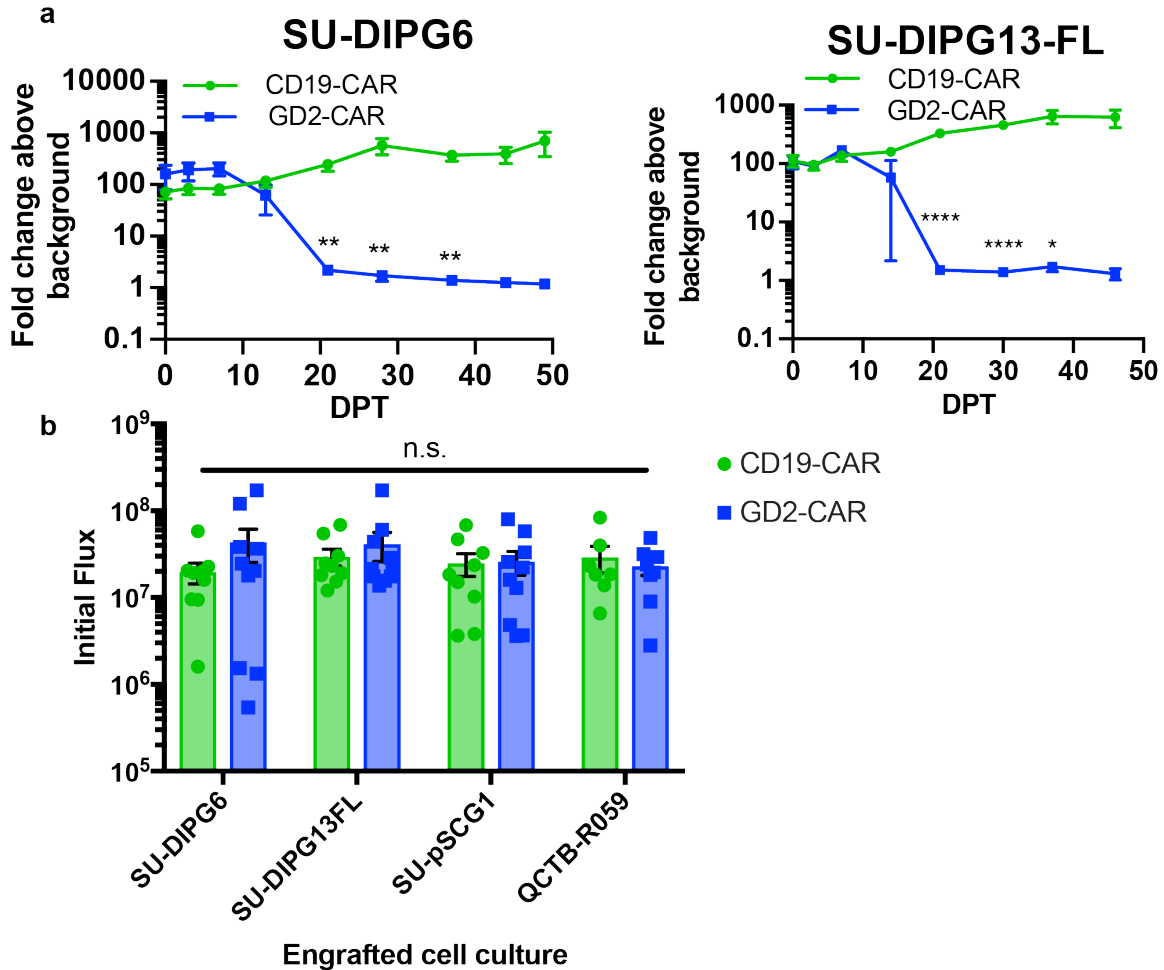 a
SU-DIPG6
CD19-CAR
GD2-CAR
Fold change above
background
10000
1000
100
10
1
0.1
0 10 20 30 40 50
DPT
** ** **
SU-DIPG13-FL
CD19-CAR
GD2-CAR
Fold change above
background
1000
100
10
1
0.1
0 10 20 30 40 50
DPT
**** **** *
b
n.s.
CD19-CAR
GD2-CAR
Initial Flux
10⁹
10⁸
10⁷
10⁶
10⁵
SU-DIPG6
SU-DIPG13FL
SU-pSCG1
QCTB-R059
Engrafted cell culture